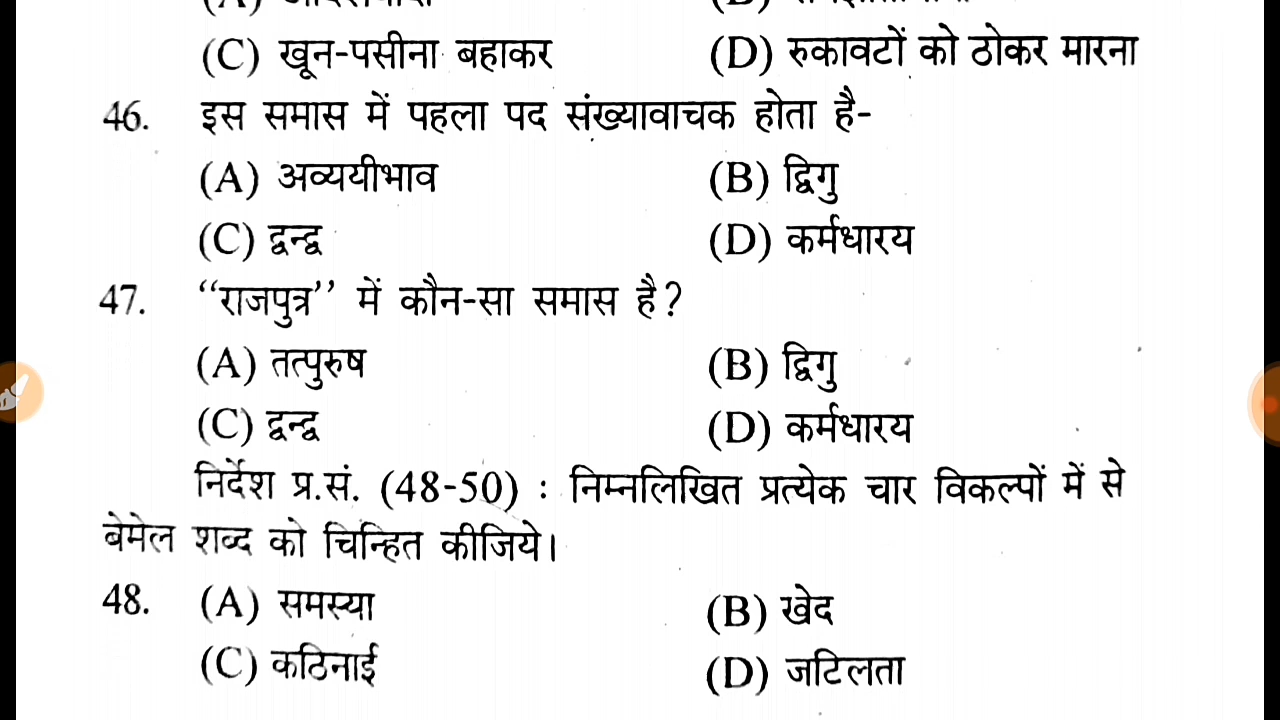 (C) खून-पसीना बहाकर (D) रुकावटों को ठोकर मारना
46. इस समास में पहला पद संख्यावाचक होता है-
(A) अव्ययीभाव (B) द्विगु
(C) द्वन्द्व (D) कर्मधारय
47. “राजपुत्र” में कौन-सा समास है?
(A) तत्पुरुष (B) द्विगु
(C) द्वन्द्व (D) कर्मधारय
निर्देश प्र.सं. (48-50) : निम्नलिखित प्रत्येक चार विकल्पों में से
बेमेल शब्द को चिन्हित कीजिये।
48. (A) समस्या (B) खेद
(C) कठिनाई (D) जटिलता